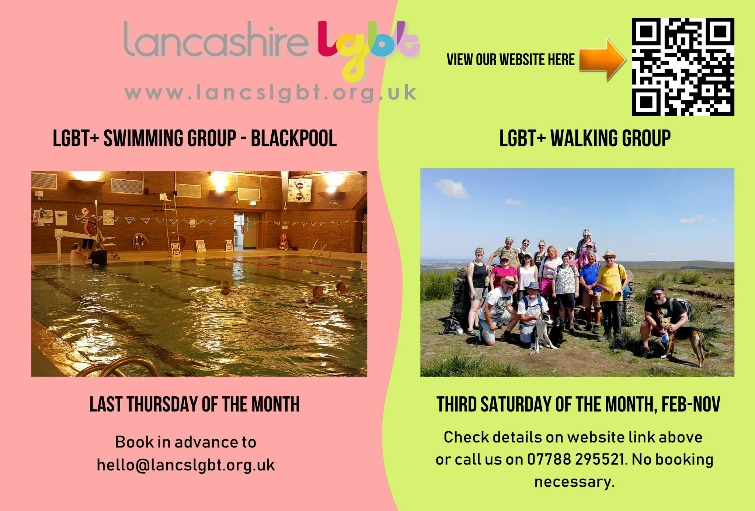 lancashire lgbt
www.lancslgbt.org.uk
VIEW OUR WEBSITE HERE
LGBT+ SWIMMING GROUP - BLACKPOOL
LAST THURSDAY OF THE MONTH
Book in advance to
hello@lancslgbt.org.uk
LGBT+ WALKING GROUP
THIRD SATURDAY OF THE MONTH, FEB-NOV
Check details on website link above
or call us on 07788 295521. No booking
necessary.